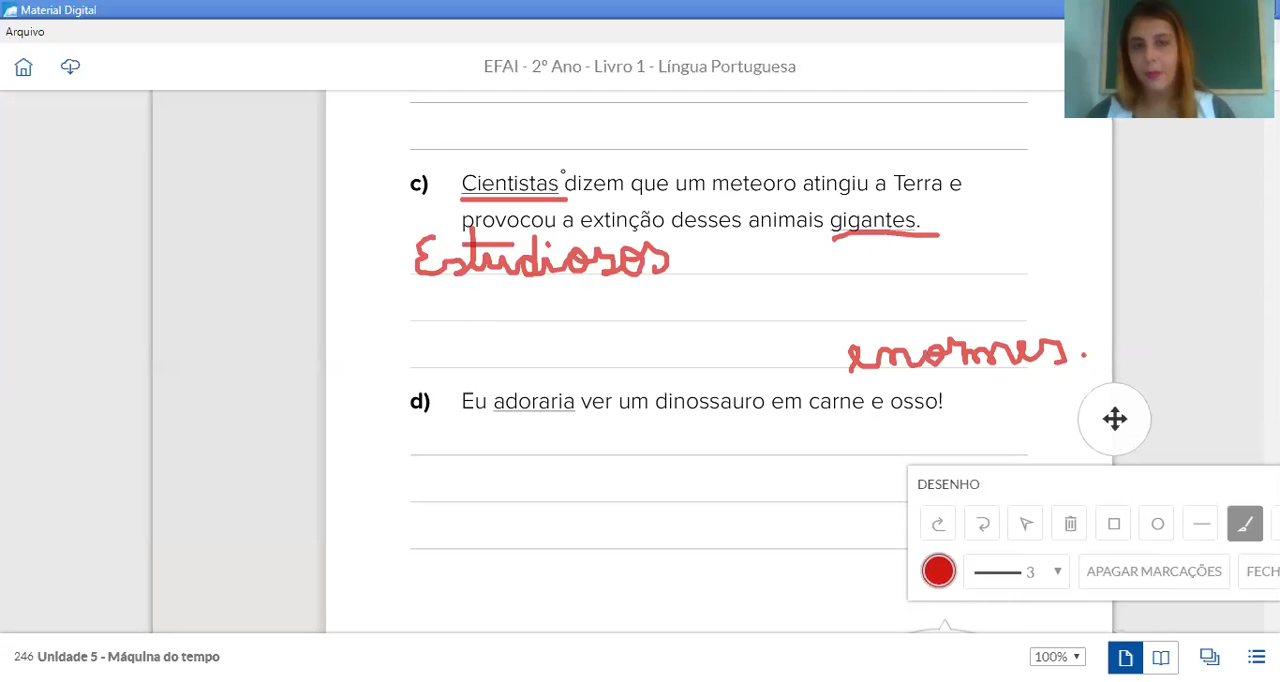 Material Digital
Arquivo
EFAI - 2º Ano - Livro 1 - Língua Portuguesa
c) Cientistas dizem que um meteoro atingiu a Terra e
provocou a extinção desses animais gigantes.
Estudiosos
enormes.
d) Eu adoraria ver um dinossauro em carne e osso!
DESENHO
3
APAGAR MARCAÇÕES
FECH
246 Unidade 5 - Máquina do tempo
100%